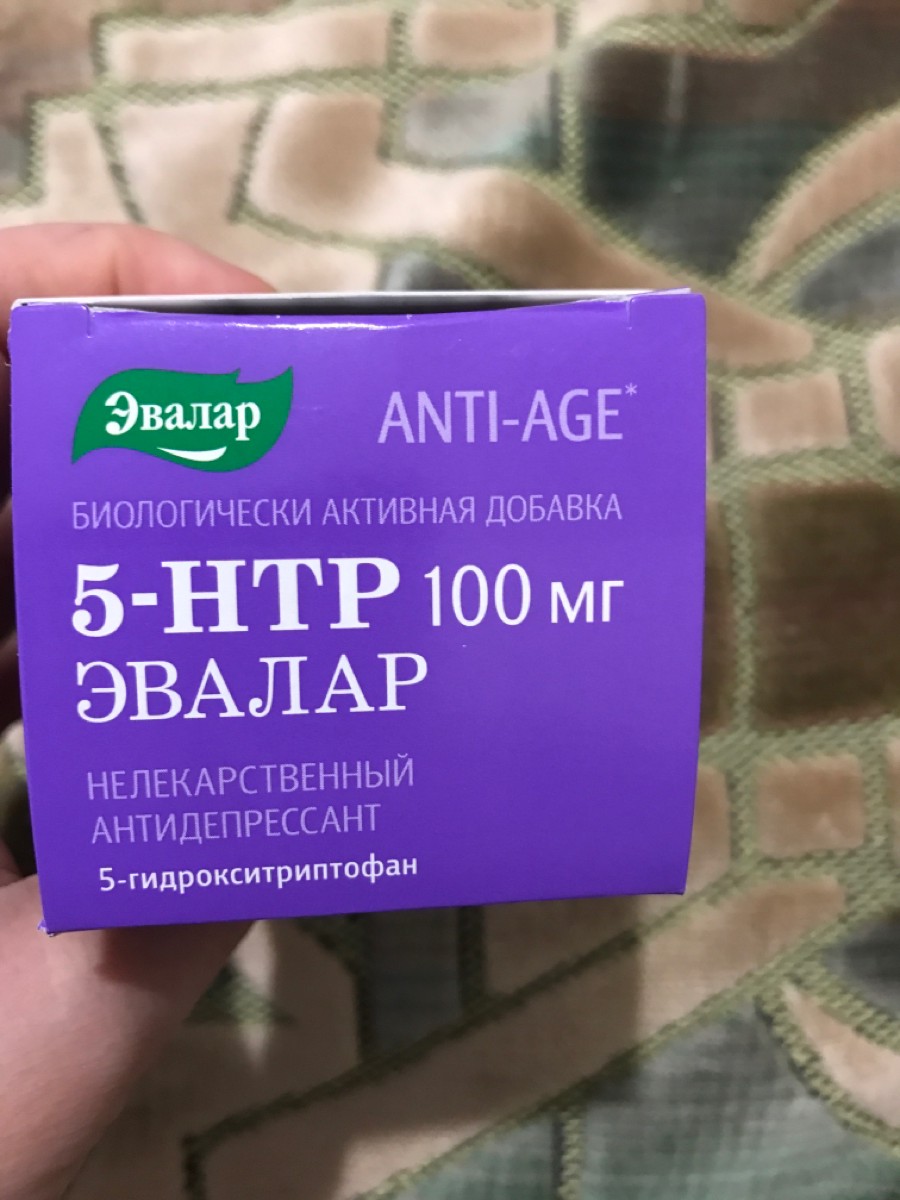 Эвалар
ANTI-AGE*
БИОЛОГИЧЕСКИ АКТИВНАЯ ДОБАВКА
5-HTP 100 мг
ЭВАЛАР
НЕЛЕКАРСТВЕННЫЙ
АНТИДЕПРЕССАНТ
5-гидрокситриптофан